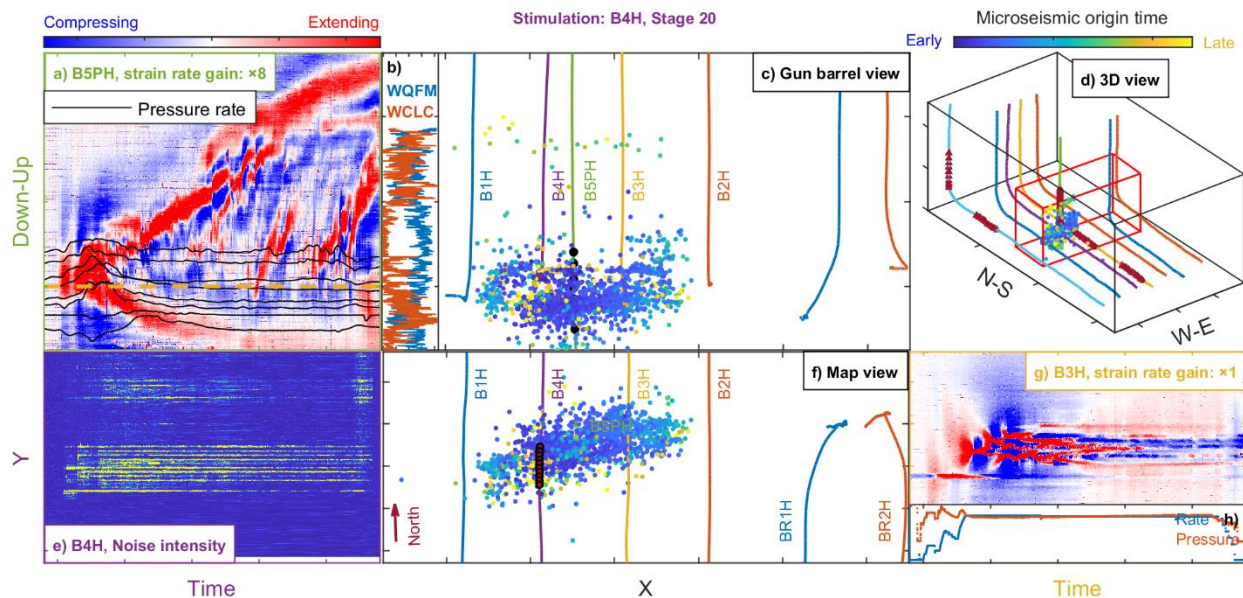 Stimulation: B4H, Stage 20
Compressing
Extending
Microseismic origin time
Early
Late
a) B5PH, strain rate gain: ×8
Pressure rate
Down-Up
b)
WQFM
WCLC
c) Gun barrel view
B1H
B4H
B5PH
B3H
B2H
d) 3D view
N-S
W-E
Y
e) B4H, Noise intensity
Time
f) Map view
B1H
B4H
B5PH
B3H
B2H
BR1H
BR2H
North
X
g) B3H, strain rate gain: ×1
h)
Rate
Pressure
Time